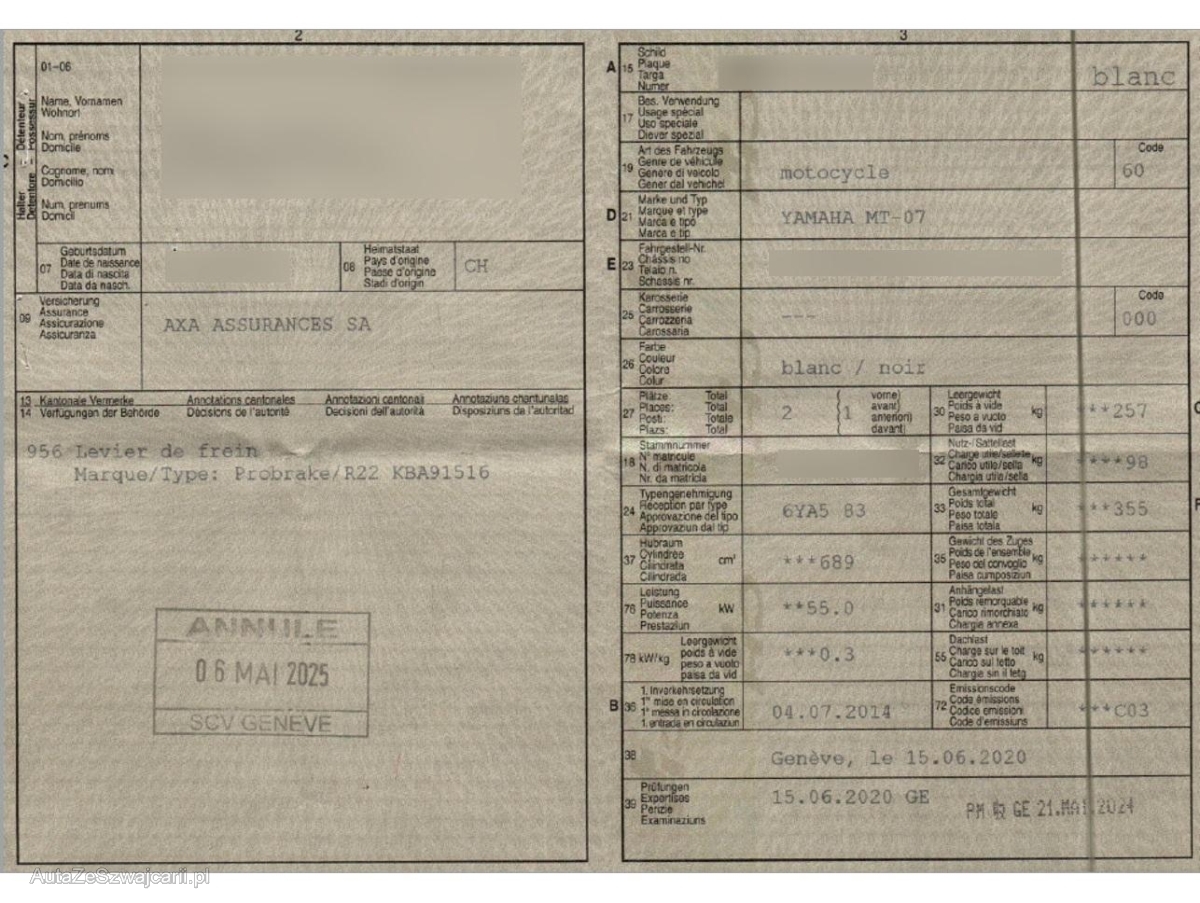 2
01-06
Halter - Détenteur
Detentore - Possessur
Name, Vornamen
Wohnort
Nom, prénoms
Domicile
Cognome, nomi
Domicilio
Num, prenums
Domicil
07 Geburtsdatum
Date de naissance
Data di nascita
Data da nasch.
08 Heimatstaat
Pays d'origine
Paese d'origine
Stadi d'origin
CH
09 Versicherung
Assurance
Assicurazione
Assicuranza
AXA ASSURANCES SA
13 Kantonale Vermerke Annotations cantonales Annotazioni cantonali Annotaziuns chantunalas
14 Verfügungen der Behörde Décisions de l'autorité Decisioni dell'autorità Disposiziuns da l'autoritad
956 Levier de frein
Marque/Type: Probrake/R22 KBA91516
ANNULE
06 MAI 2025
SCV GENEVE
3
A 15 Schild
Plaque
Targa
Numer
blanc
17 Bes. Verwendung
Usage spécial
Uso speciale
Diever spezial
19 Art des Fahrzeugs
Genre de véhicule
Genere di veicolo
Gener dal vehichel
motocycle
Code
60
D 21 Marke und Typ
Marque et type
Marca e tipo
Marca e tip
YAMAHA MT-07
E 23 Fahrgestell-Nr.
Châssis no
Telaio n.
Schassis nr.
25 Karosserie
Carrosserie
Carrozzeria
Carossaria
---
Code
000
26 Farbe
Couleur
Colore
Colur
blanc / noir
27 Plätze: Total
Places: Total
Posti: Totale
Plazs: Total
2
1
vorne
avant
anteriori
davant
30 Leergewicht
Poids à vide
Peso a vuoto
Paisa da vid
kg
***257
18 Stammnummer
N° matricule
N. di matricola
Nr. da matricla
32 Nutz-/Sattellast
Charge utile/sellette
Carico utile/sella
Chargia utila/sella
kg
****98
24 Typengenehmigung
Réception par type
Approvazione del tipo
Approvaziun dal tip
6YA5 83
33 Gesamtgewicht
Poids total
Peso totale
Paisa totala
kg
***355
37 Hubraum
Cylindrée
Cilindrata
Cilindrada
cm³
***689
35 Gewicht des Zuges
Poids de l'ensemble
Peso del convoglio
Paisa cumposiziun
kg
******
76 Leistung
Puissance
Potenza
Prestaziun
kW
**55.0
31 Anhängelast
Poids remorquable
Carico rimorchiato
Chargia annexa
kg
******
78 kW/kg
Leergewicht
poids à vide
peso a vuoto
paisa da vid
***0.3
55 Dachlast
Charge sur le toit
Carico sul tetto
Chargia sin il tetg
kg
******
B 36 1. Inverkehrsetzung
1re mise en circulation
1a messa in circolazione
1. entrada en circulaziun
04.07.2014
72 Emissionscode
Code émissions
Codice emissioni
Code d'emissiuns
***C03
38
Genève, le 15.06.2020
39 Prüfungen
Expertises
Perizie
Examinaziuns
15.06.2020 GE
GE 21.MAI.2024
AutaZeSzwajcarii.pl